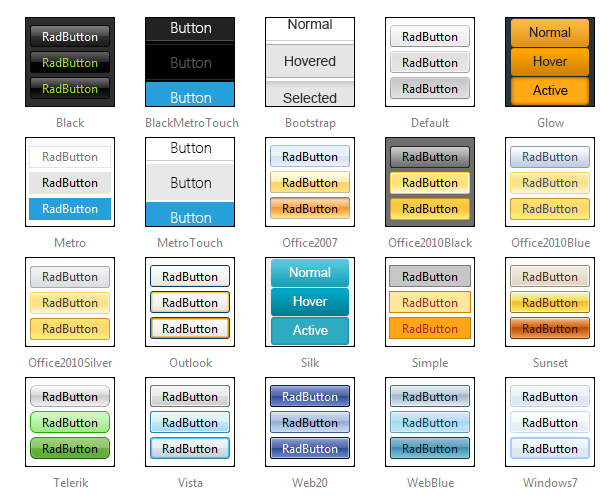 RadButton
RadButton
RadButton
Black
Button
Button
Button
BlackMetroTouch
Normal
Hovered
Selected
Bootstrap
RadButton
RadButton
RadButton
Default
Normal
Hover
Active
Glow
RadButton
RadButton
RadButton
Metro
Button
Button
Button
MetroTouch
RadButton
RadButton
RadButton
Office2007
RadButton
RadButton
RadButton
Office2010Black
RadButton
RadButton
RadButton
Office2010Blue
RadButton
RadButton
RadButton
Office2010Silver
RadButton
RadButton
RadButton
Outlook
Normal
Hover
Active
Silk
RadButton
RadButton
RadButton
Simple
RadButton
RadButton
RadButton
Sunset
RadButton
RadButton
RadButton
Telerik
RadButton
RadButton
RadButton
Vista
RadButton
RadButton
RadButton
Web20
RadButton
RadButton
RadButton
WebBlue
RadButton
RadButton
RadButton
Windows7